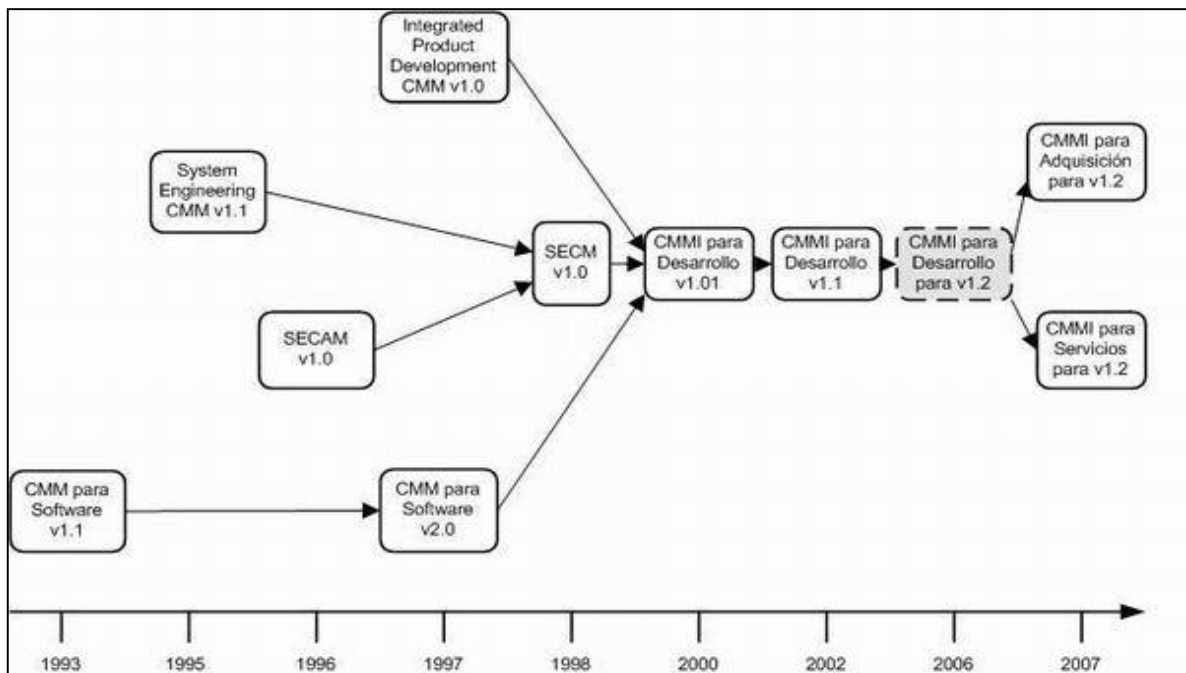 Integrated
Product
Development
CMM v1.0
System
Engineering
CMM v1.1
SECAM
v1.0
CMM para
Software
v1.1
CMM para
Software
v2.0
SECM
v1.0
CMMI para
Desarrollo
v1.01
CMMI para
Desarrollo
v1.1
CMMI para
Desarrollo
para v1.2
CMMI para
Adquisición
para v1.2
CMMI para
Servicios
para v1.2
1993 1995 1996 1997 1998 2000 2002 2006 2007